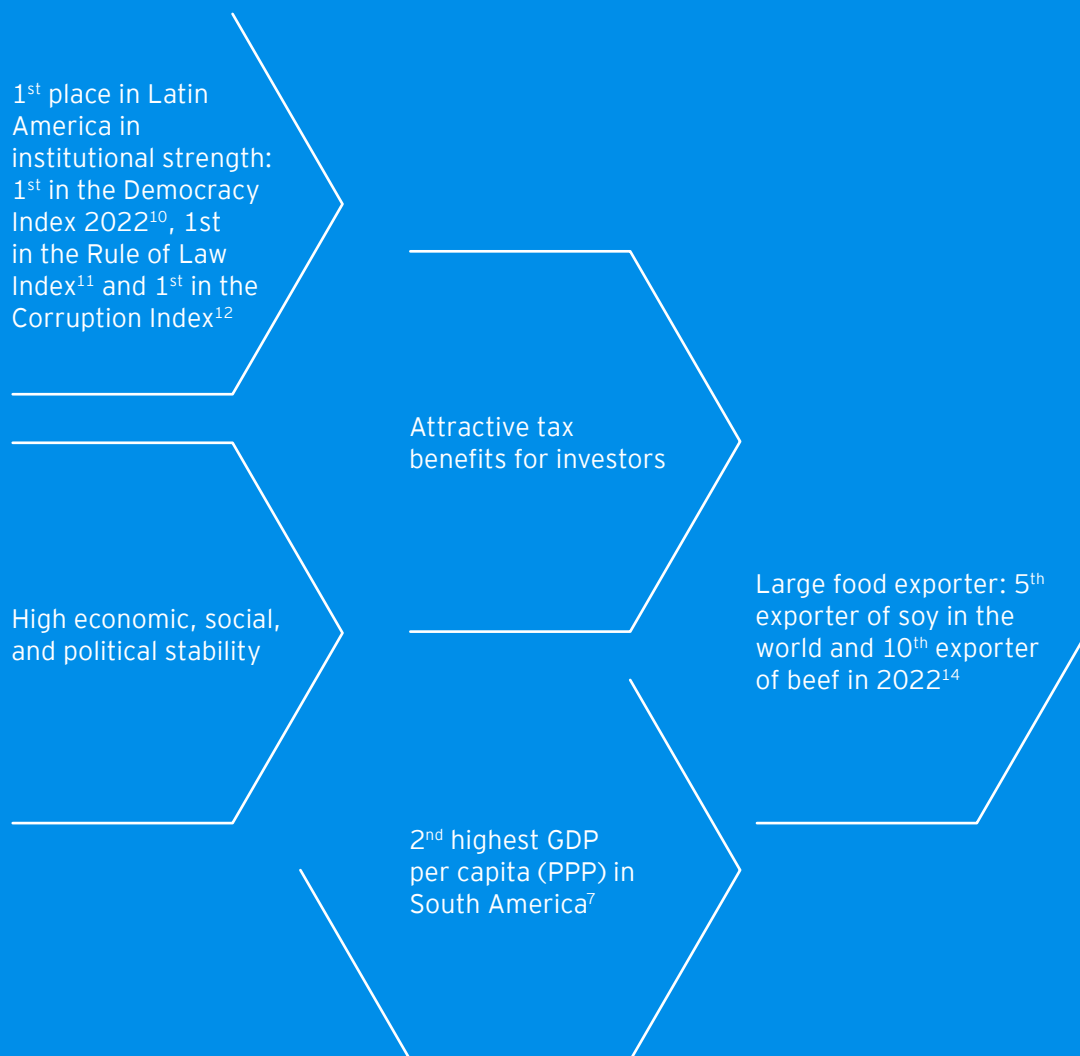 1st place in Latin
America in
institutional strength:
1st in the Democracy
Index 202210, 1st
in the Rule of Law
Index11 and 1st in the
Corruption Index12
Attractive tax
benefits for investors
High economic, social,
and political stability
Large food exporter: 5th
exporter of soy in the
world and 10th exporter
of beef in 202214
2nd highest GDP
per capita (PPP) in
South America7